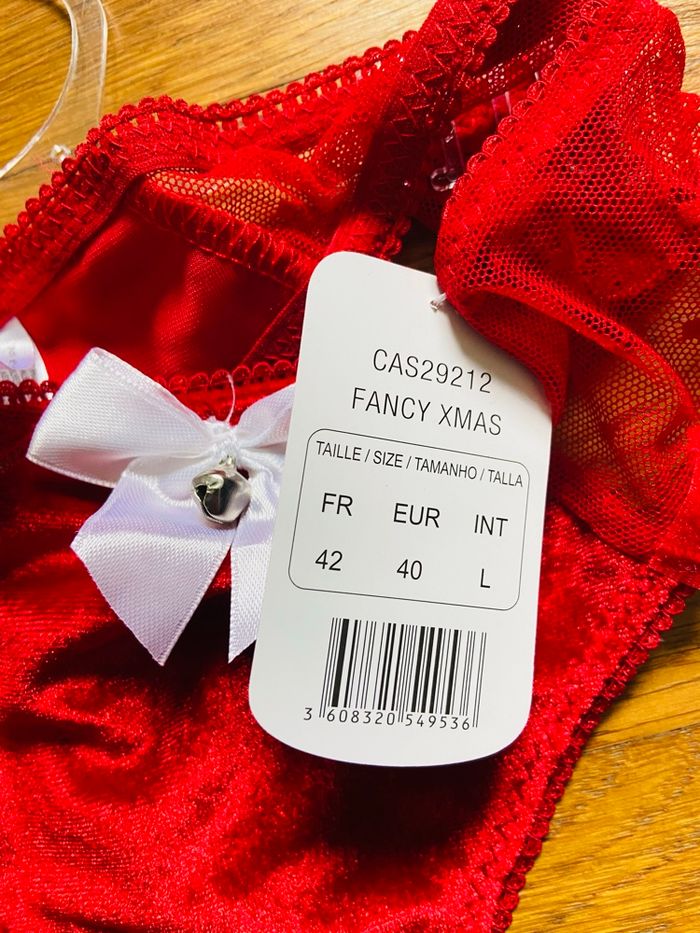 CAS29212
FANCY XMAS
TAILLE / SIZE / TAMANHO / TALLA
FR EUR INT
42 40 L
3 608320 549536